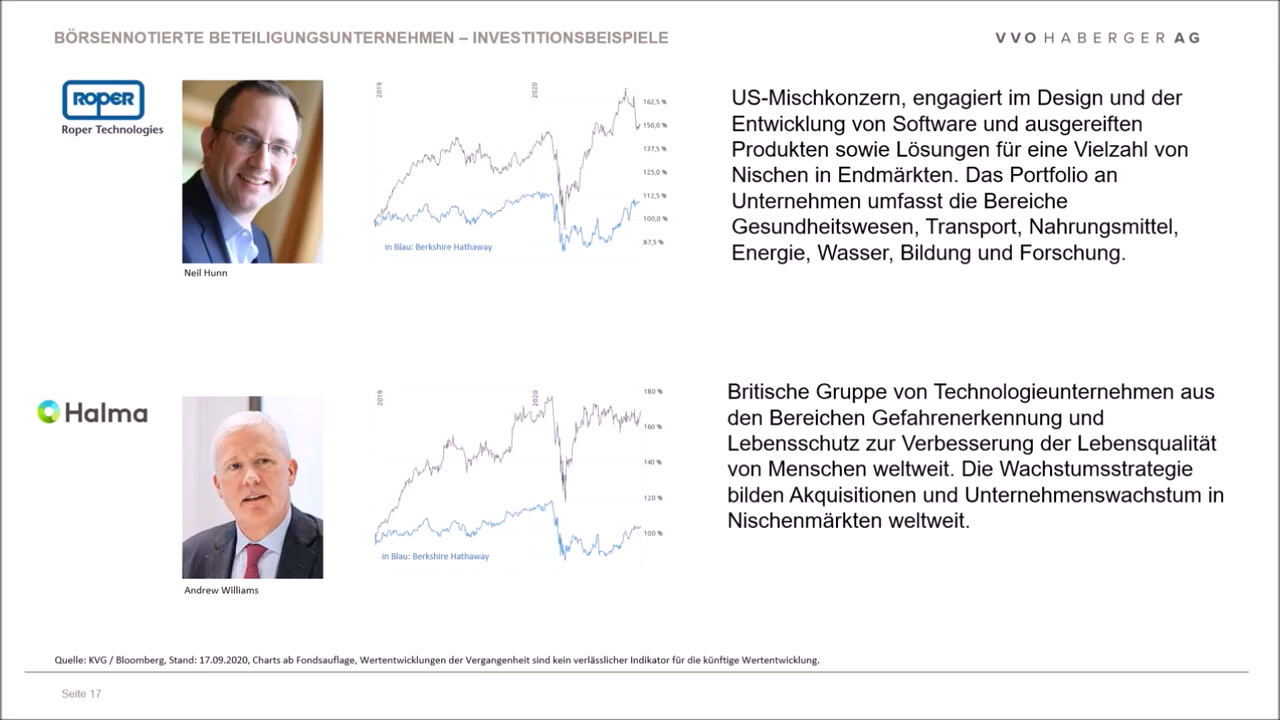 BÖRSENNOTIERTE BETEILIGUNGSUNTERNEHMEN – INVESTITIONSBEISPIELE
VVO HABERGER AG
ROPER
Roper Technologies
Neil Hunn
2019
2020
162,5 %
150,0 %
137,5 %
125,0 %
112,5 %
100,0 %
87,5 %
in Blau: Berkshire Hathaway
US-Mischkonzern, engagiert im Design und der
Entwicklung von Software und ausgereiften
Produkten sowie Lösungen für eine Vielzahl von
Nischen in Endmärkten. Das Portfolio an
Unternehmen umfasst die Bereiche
Gesundheitswesen, Transport, Nahrungsmittel,
Energie, Wasser, Bildung und Forschung.
Halma
Andrew Williams
2019
2020
180 %
160 %
140 %
120 %
100 %
in Blau: Berkshire Hathaway
Britische Gruppe von Technologieunternehmen aus
den Bereichen Gefahrenerkennung und
Lebensschutz zur Verbesserung der Lebensqualität
von Menschen weltweit. Die Wachstumsstrategie
bilden Akquisitionen und Unternehmenswachstum in
Nischenmärkten weltweit.
Quelle: KVG / Bloomberg, Stand: 17.09.2020, Charts ab Fondsauflage, Wertentwicklungen der Vergangenheit sind kein verlässlicher Indikator für die künftige Wertentwicklung.
Seite 17